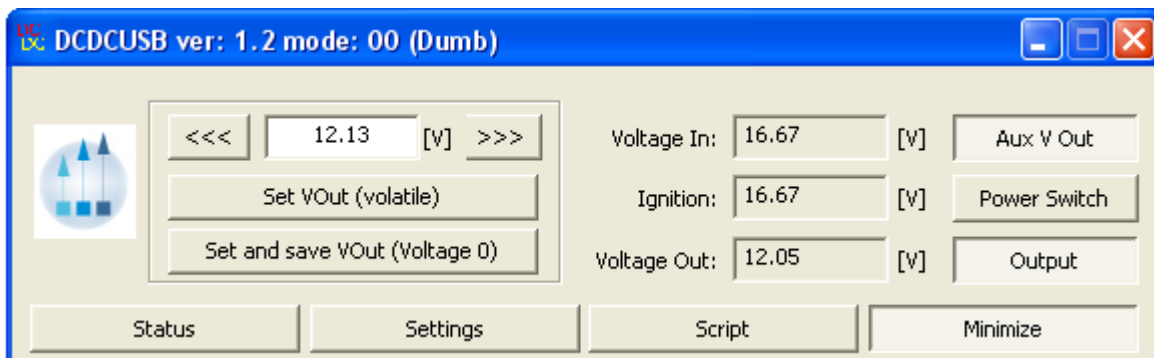 DC DC DCDCUSB ver: 1.2 mode: 00 (Dumb)
<<< 12.13 [V] >>>
Set VOut (volatile)
Set and save VOut (Voltage 0)
Voltage In: 16.67 [V] Aux V Out
Ignition: 16.67 [V] Power Switch
Voltage Out: 12.05 [V] Output
Status Settings Script Minimize